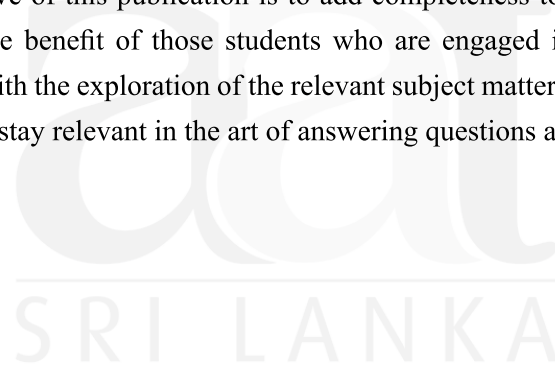 ve of this publication is to add completeness to
e benefit of those students who are engaged i
ith the exploration of the relevant subject matter
stay relevant in the art of answering questions a
aat
SRI LANKA